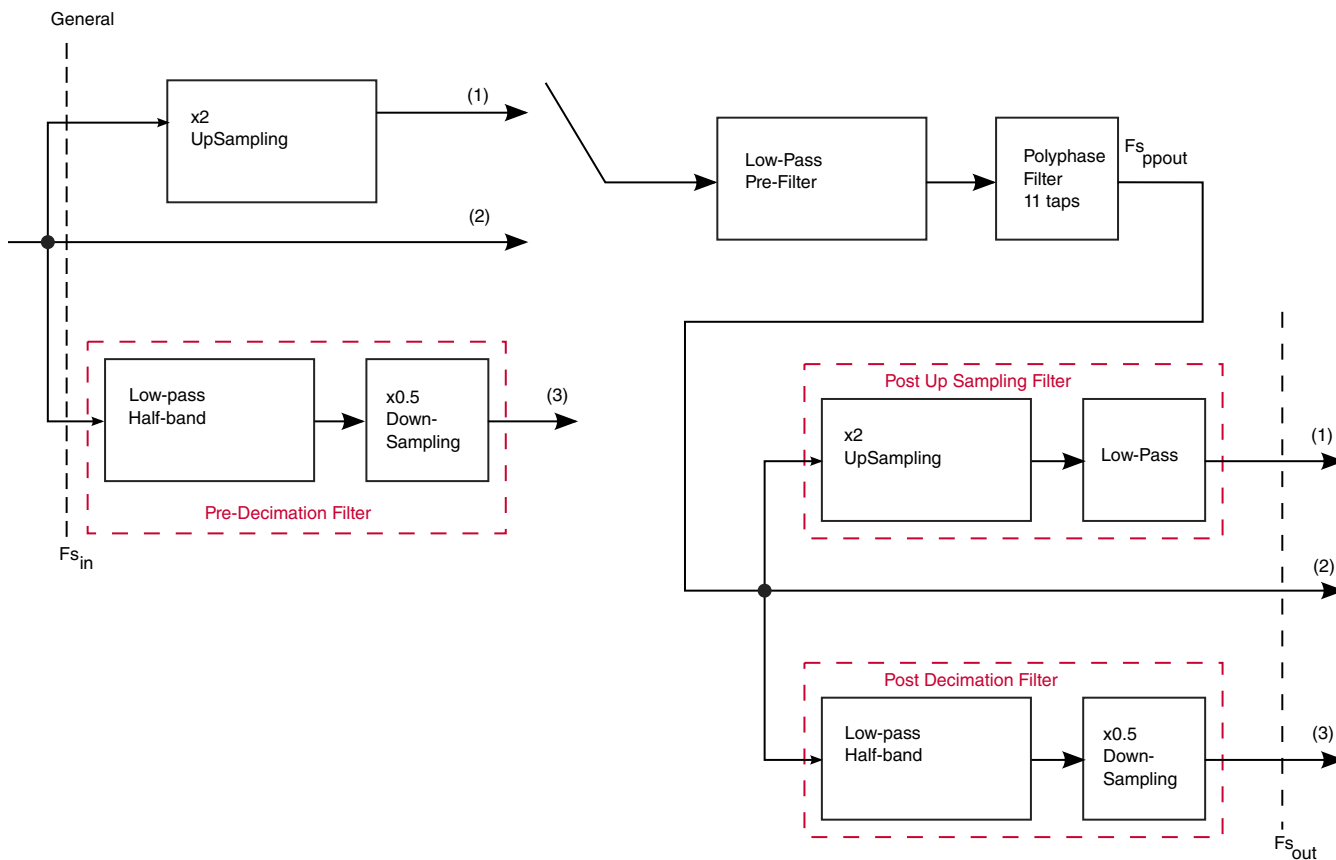 General
x2
UpSampling
(1)
(2)
Low-Pass
Pre-Filter
Polyphase
Filter
11 taps
Fs ppout
Low-pass
Half-band
x0.5
Down-
Sampling
(3)
Pre-Decimation Filter
Fs in
Post Up Sampling Filter
x2
UpSampling
Low-Pass
(1)
(2)
Post Decimation Filter
Low-pass
Half-band
x0.5
Down-
Sampling
(3)
Fs out